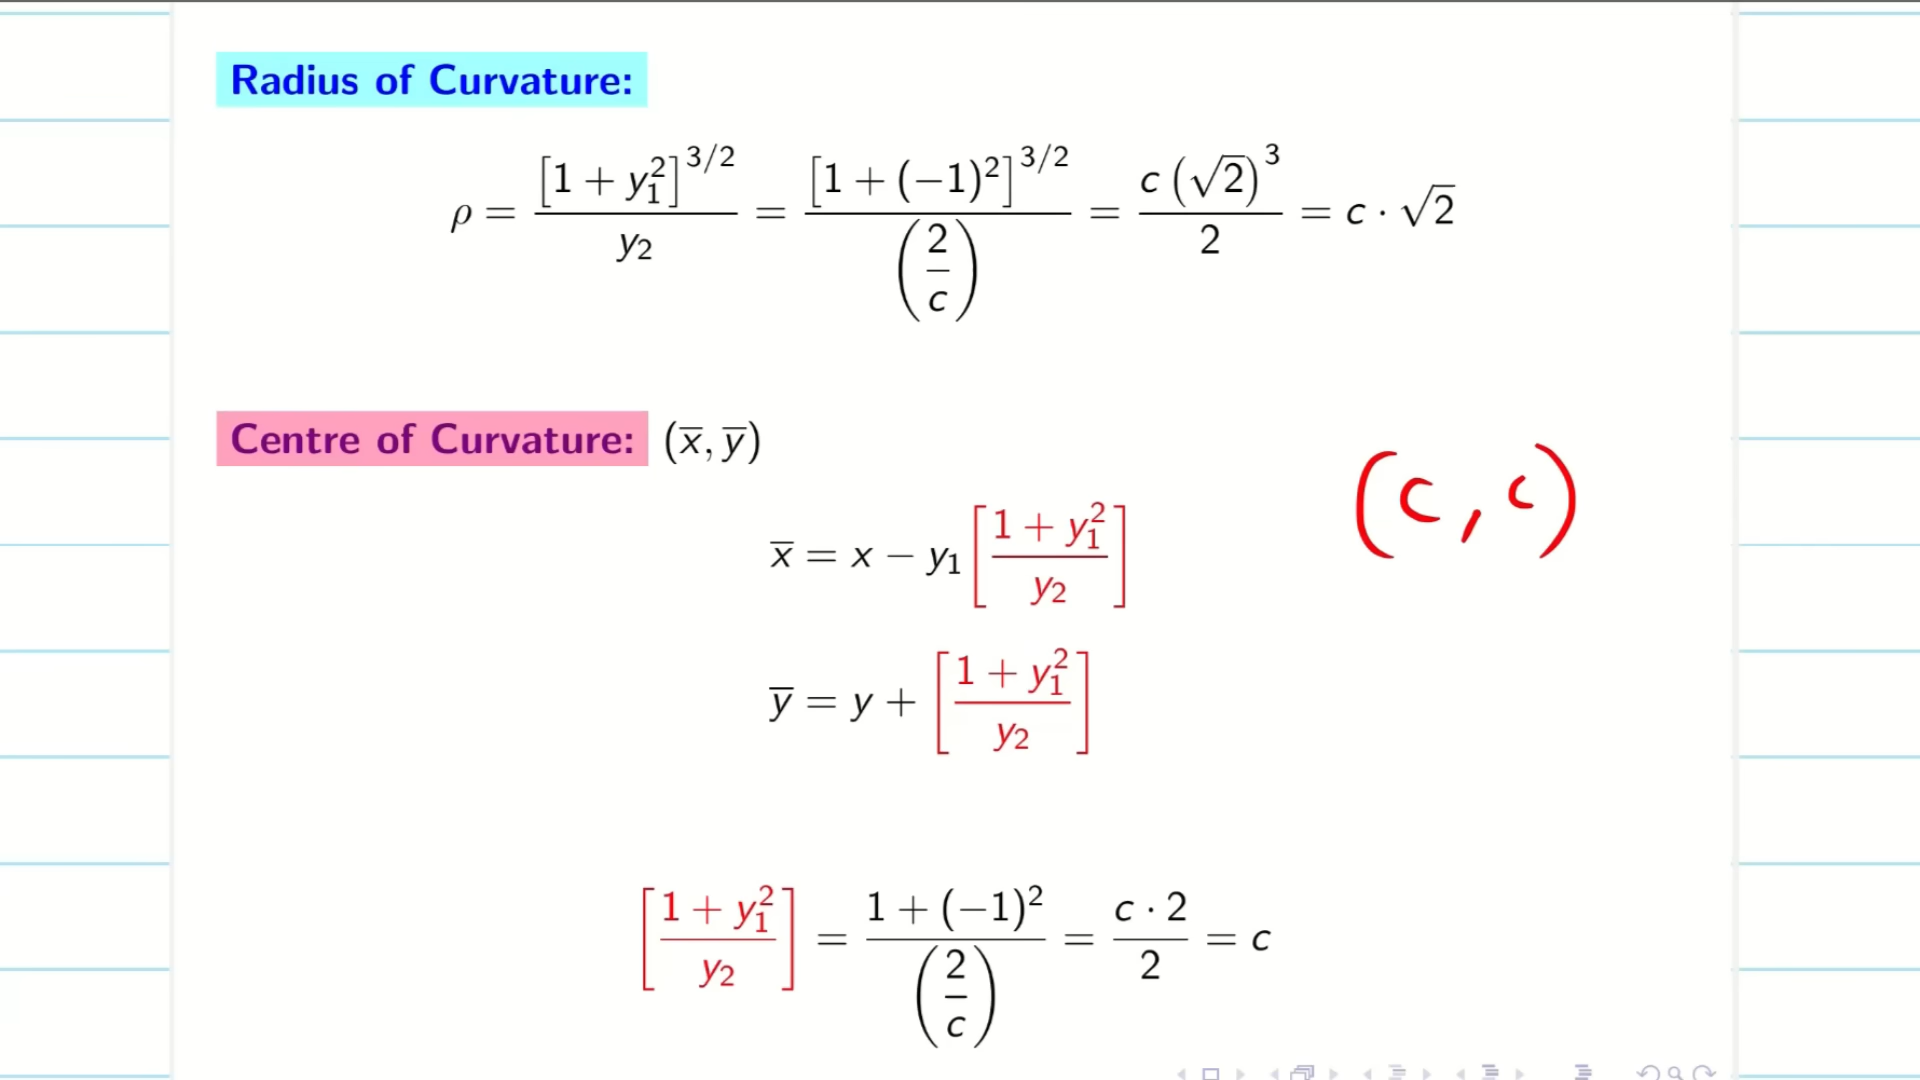 Radius of Curvature:
ρ = [1 + y₁²]^{3/2} / y₂ = [1 + (−1)²]^{3/2} / (2/c) = c (√2)³ / 2 = c · √2
Centre of Curvature: (x̅, y̅)
(c, c)
x̅ = x − y₁ [(1 + y₁²) / y₂]
y̅ = y + [(1 + y₁²) / y₂]
[(1 + y₁²) / y₂] = (1 + (−1)²) / (2/c) = (c · 2) / 2 = c